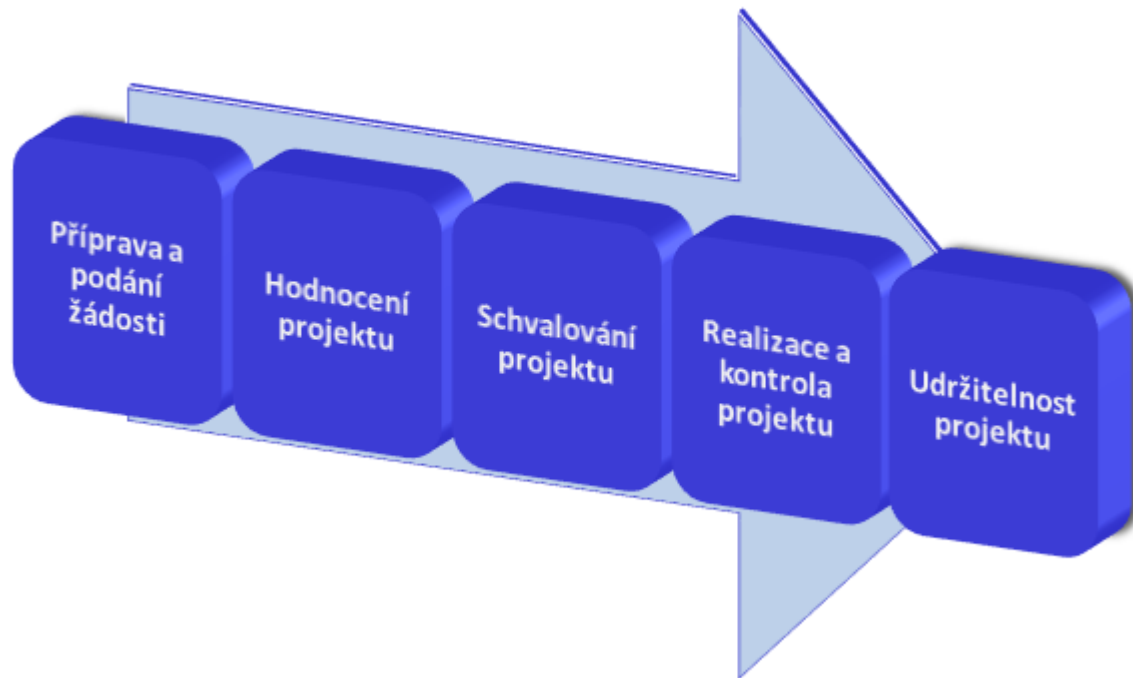 Příprava a
podání
žádosti
Hodnocení
projektu
Schvalování
projektu
Realizace a
kontrola
projektu
Udržitelnost
projektu